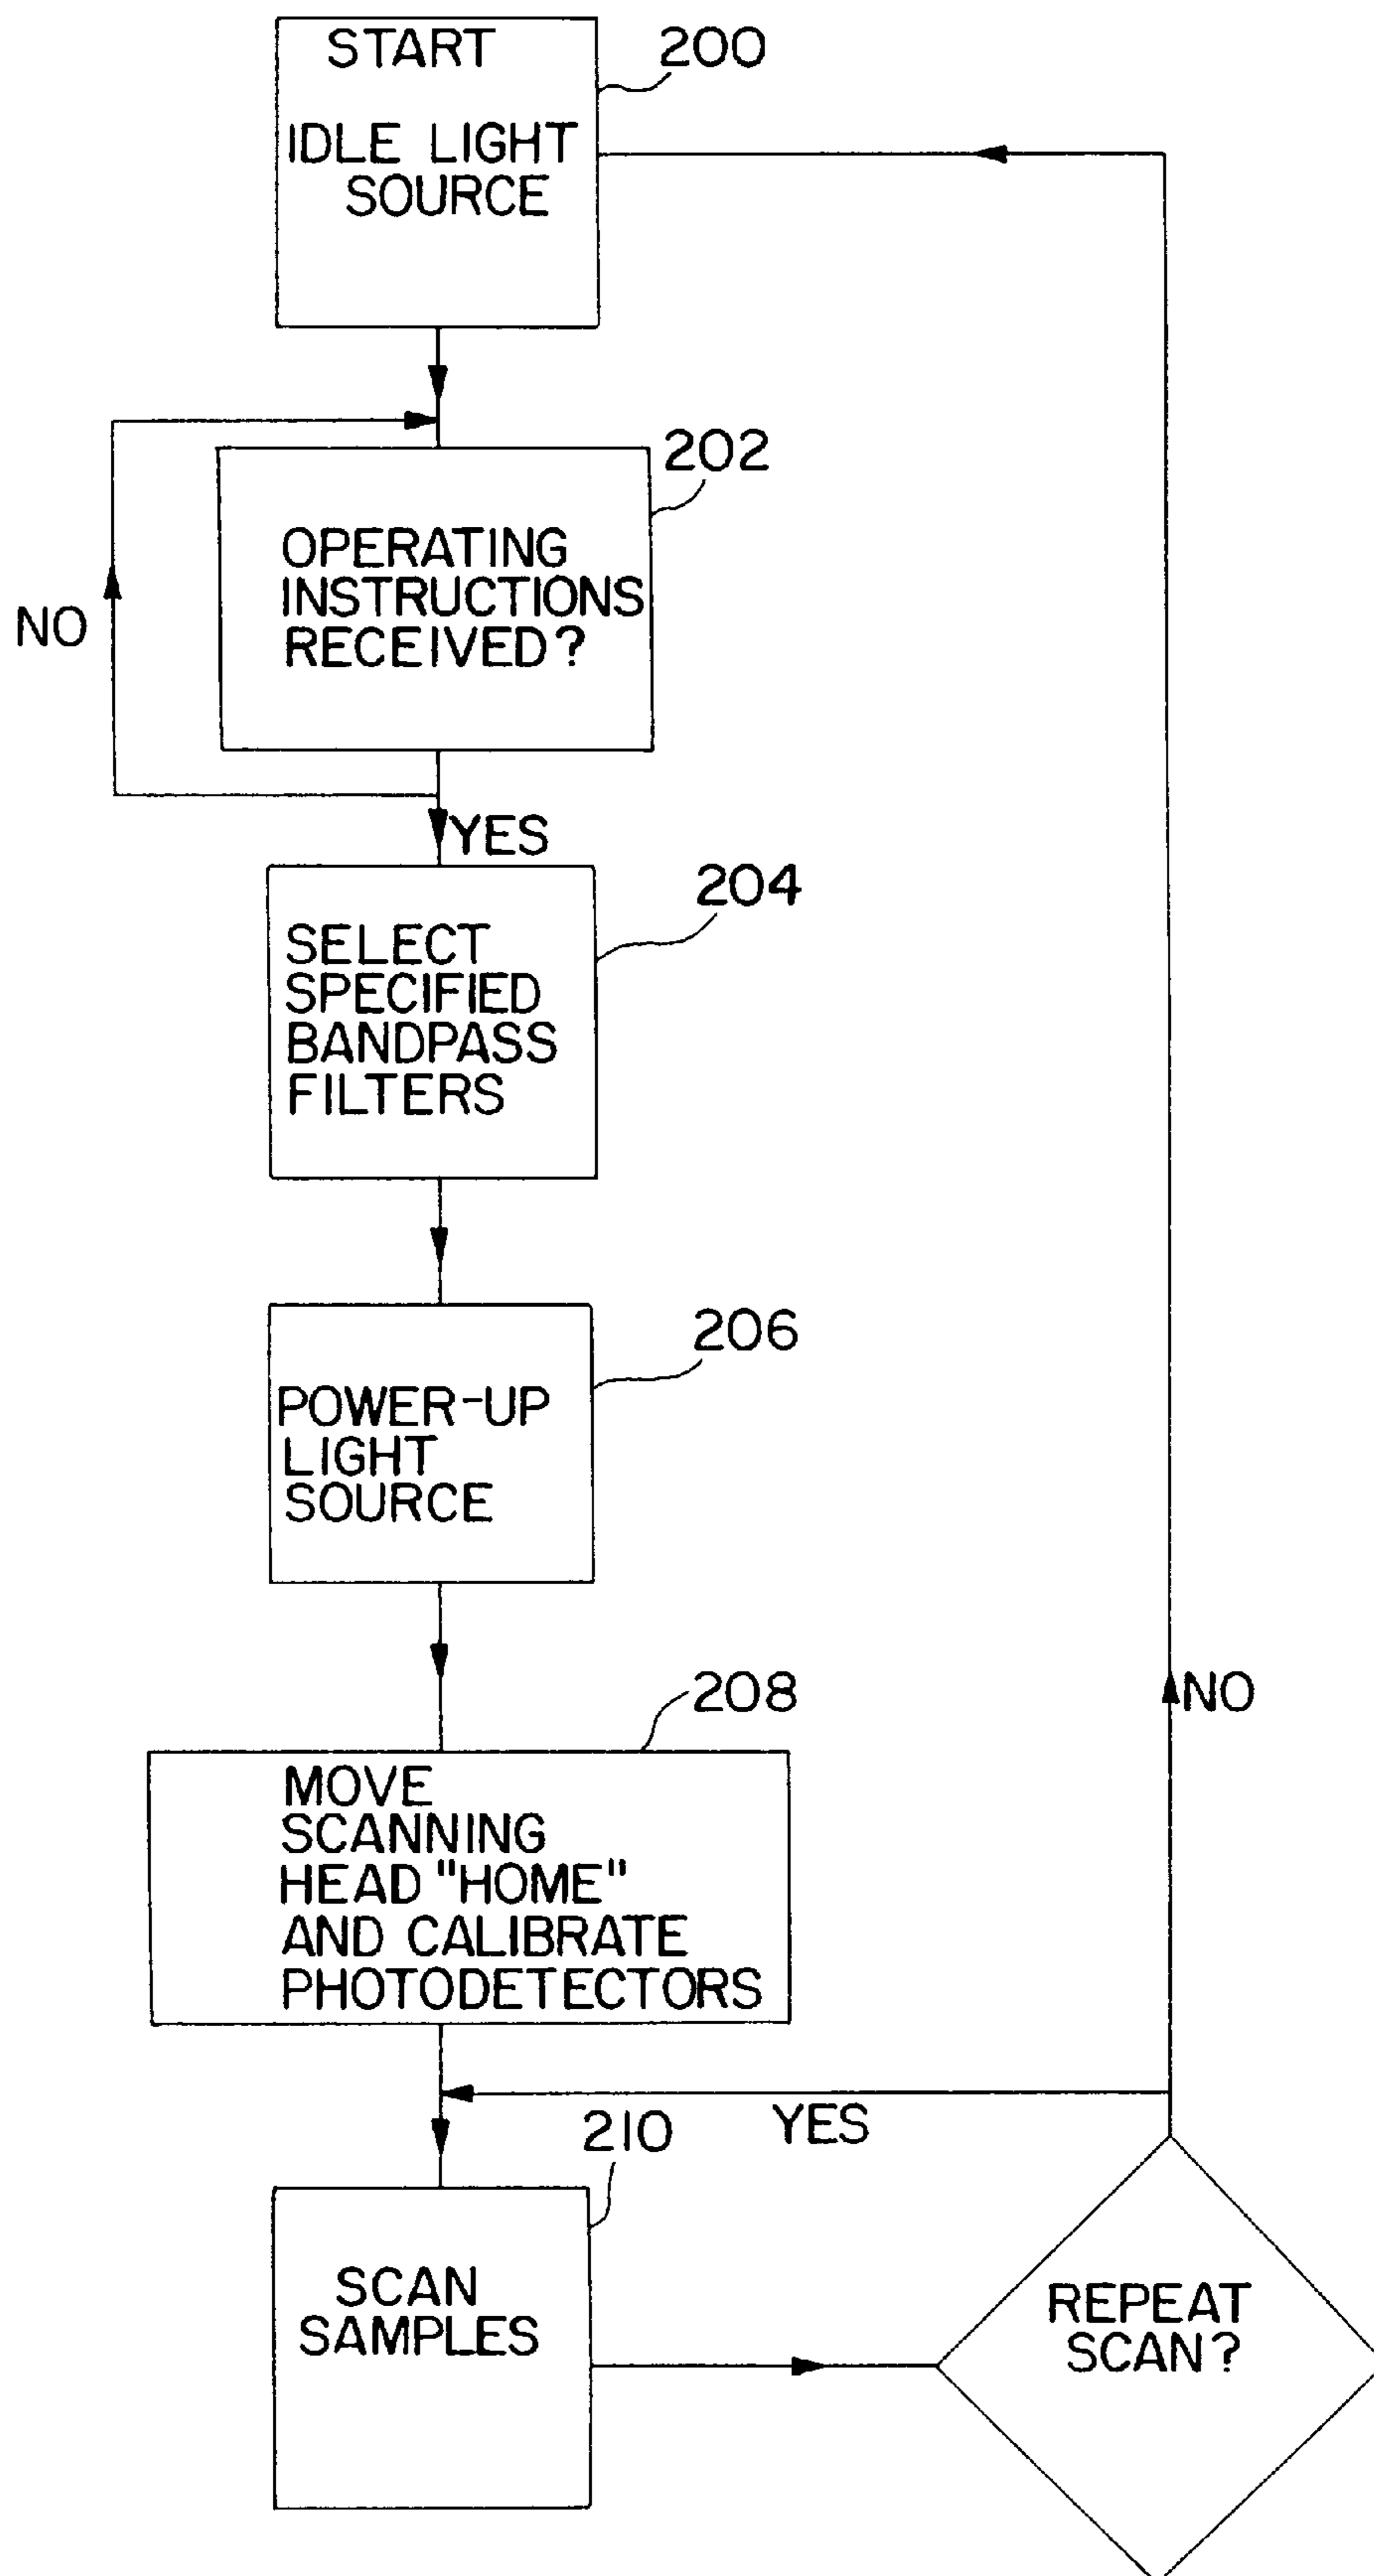 START
200
IDLE LIGHT
SOURCE
202
OPERATING
INSTRUCTIONS
RECEIVED?
NO
YES
204
SELECT
SPECIFIED
BANDPASS
FILTERS
206
POWER-UP
LIGHT
SOURCE
208
NO
MOVE
SCANNING
HEAD "HOME"
AND CALIBRATE
PHOTODETECTORS
YES
210
SCAN
SAMPLES
REPEAT
SCAN?